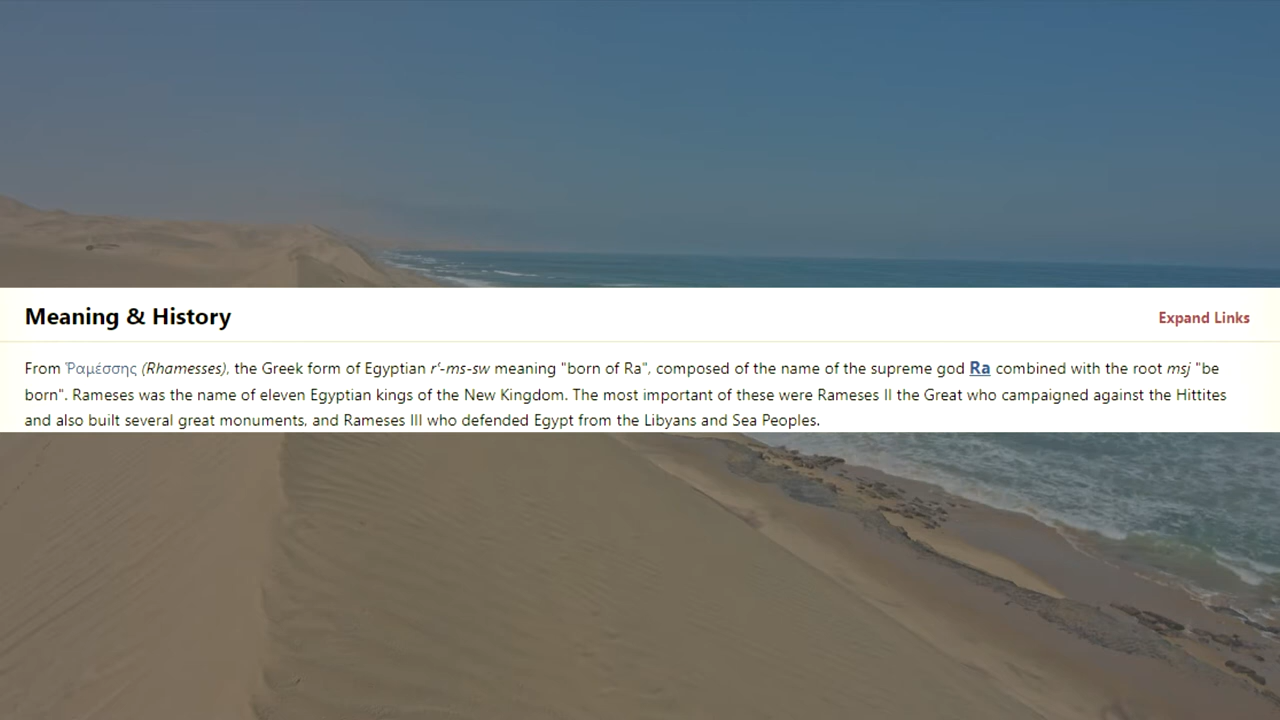 Meaning & History
Expand Links
From Ῥαμέσσης (Rhamesses), the Greek form of Egyptian rꜥ-ms-sw meaning "born of Ra", composed of the name of the supreme god Ra combined with the root msj "be
born". Rameses was the name of eleven Egyptian kings of the New Kingdom. The most important of these were Rameses II the Great who campaigned against the Hittites
and also built several great monuments, and Rameses III who defended Egypt from the Libyans and Sea Peoples.